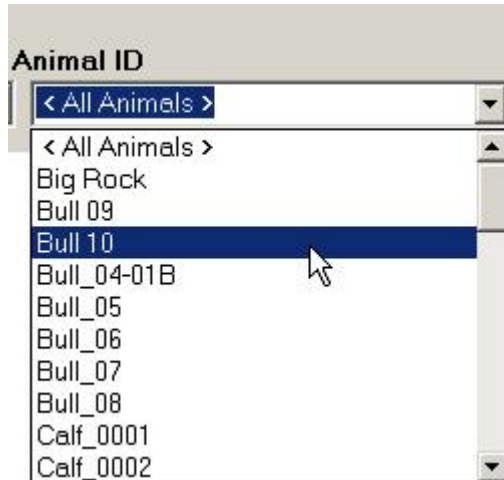 Animal ID
< All Animals >
< All Animals >
Big Rock
Bull 09
Bull 10
Bull_04-01B
Bull_05
Bull_06
Bull_07
Bull_08
Calf_0001
Calf_0002